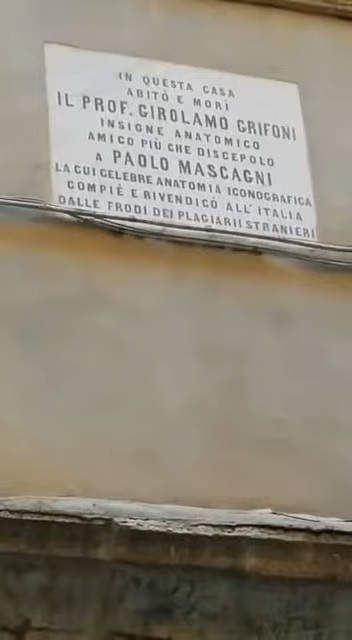 IN QUESTA CASA
ABITÒ E MORÌ
IL PROF. GIROLAMO GRIFONI
INSIGNE ANATOMICO
AMICO PIÙ CHE DISCEPOLO
A PAOLO MASCAGNI
LA CUI CELEBRE ANATOMIA ICONOGRAFICA
COMPIÈ E RIVENDICÒ ALL'ITALIA
DALLE FRODI DEI PLAGIARII STRANIERI